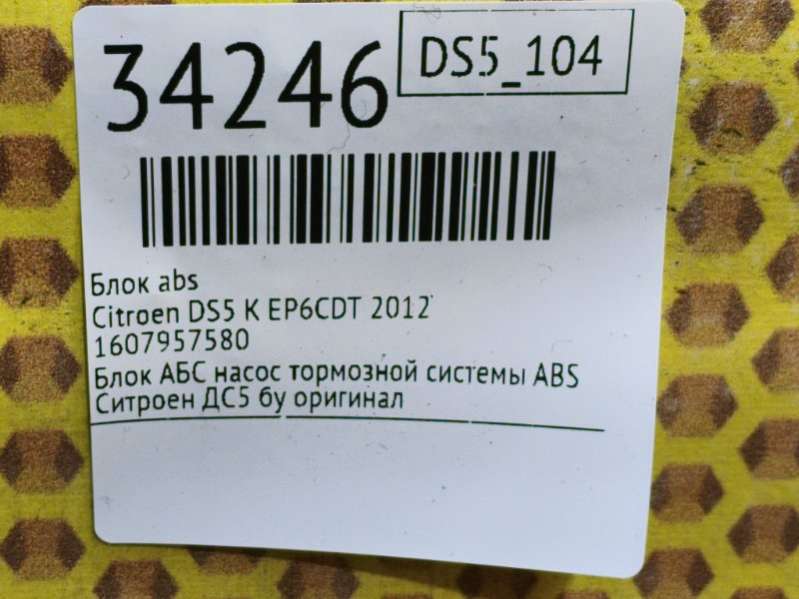 34246
DS5_104
Блок abs
Citroen DS5 K EP6CDT 2012
1607957580
Блок АБС насос тормозной системы ABS
Ситроен ДС5 бу оригинал